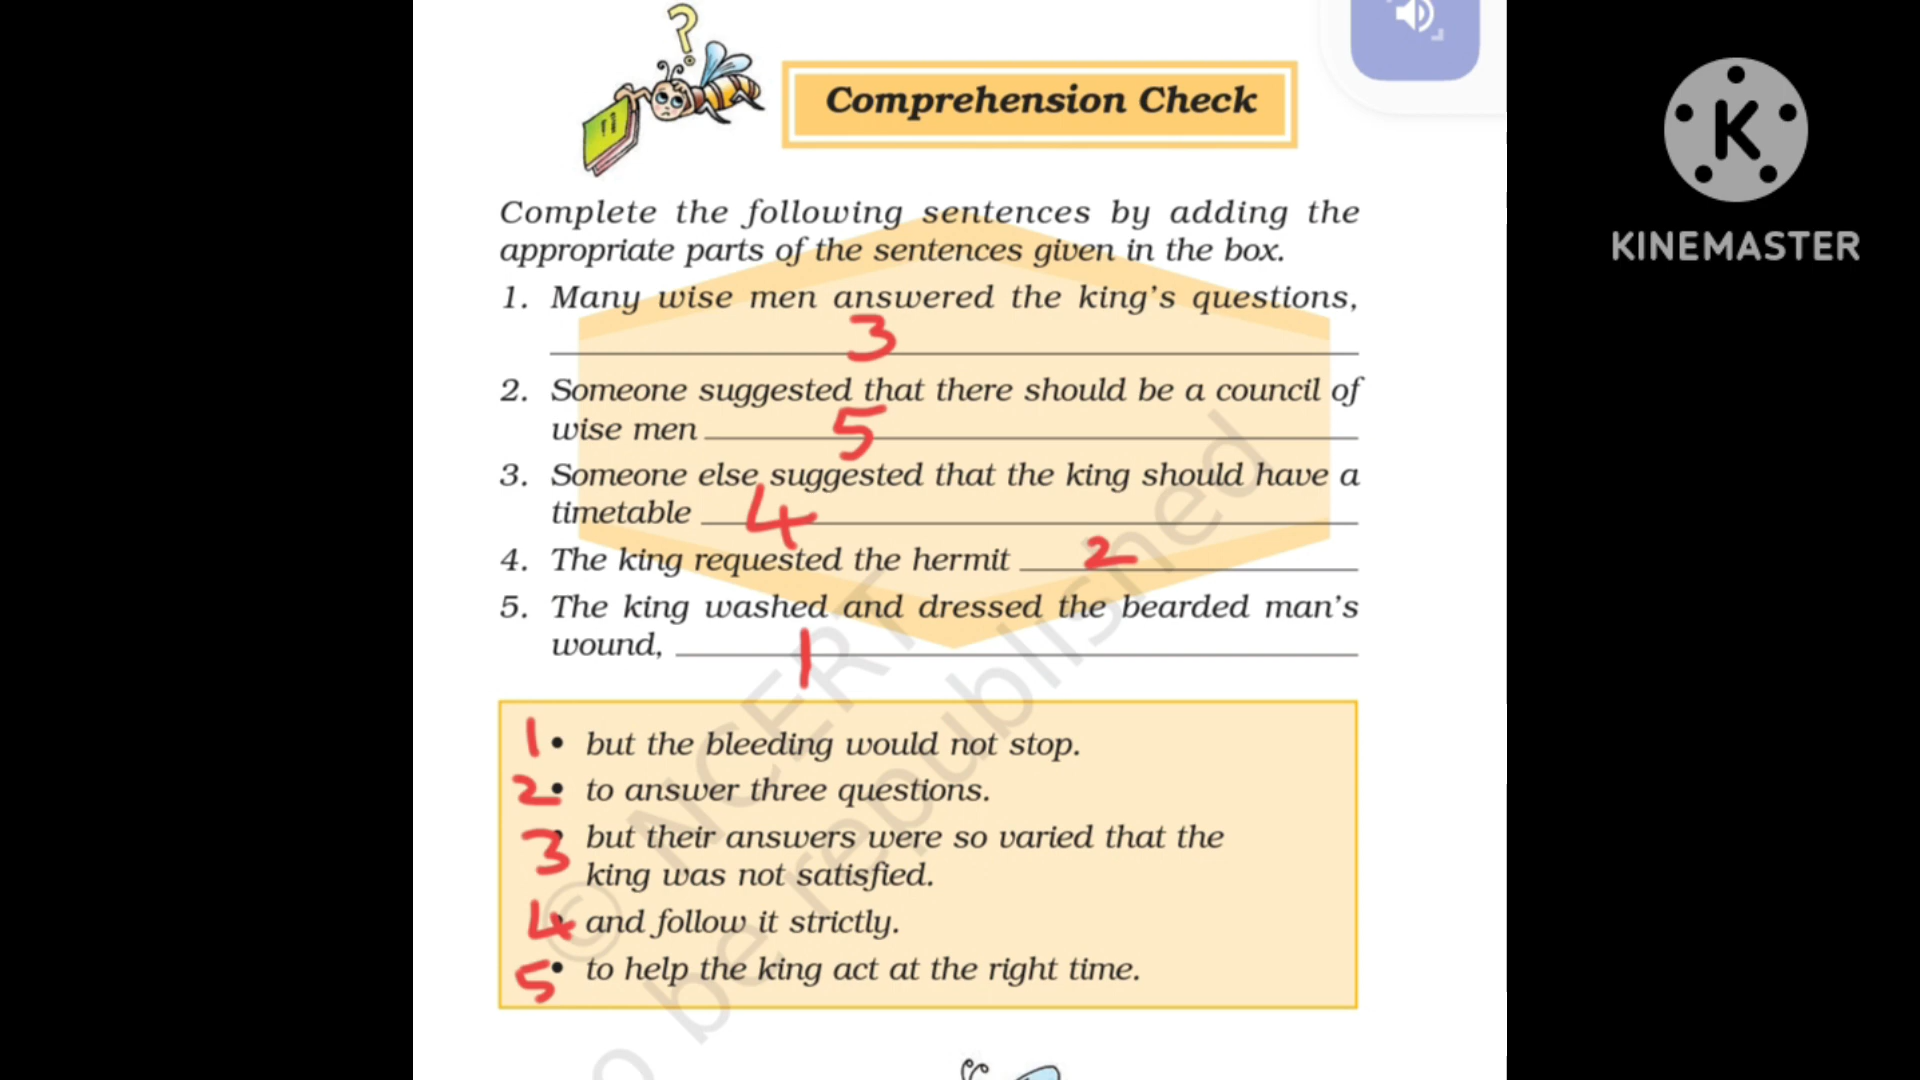 ?
Comprehension Check
K
KINEMASTER
Complete the following sentences by adding the
appropriate parts of the sentences given in the box.
1. Many wise men answered the king's questions,
3
2. Someone suggested that there should be a council of
wise men 5
3. Someone else suggested that the king should have a
timetable 4
4. The king requested the hermit 2
5. The king washed and dressed the bearded man's
wound, 1
1 • but the bleeding would not stop.
2 • to answer three questions.
3 • but their answers were so varied that the
king was not satisfied.
4 • and follow it strictly.
5 • to help the king act at the right time.
© NCERT
to be republished